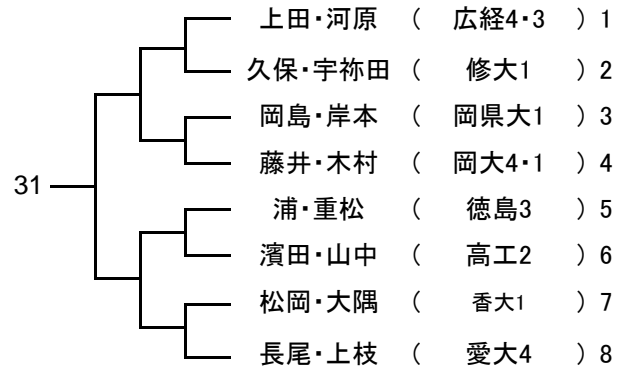 上田・河原 ( 広経4・3 ) 1
久保・宇祢田 ( 修大1 ) 2
岡島・岸本 ( 岡県大1 ) 3
藤井・木村 ( 岡大4・1 ) 4
31
浦・重松 ( 徳島3 ) 5
濱田・山中 ( 高工2 ) 6
松岡・大隅 ( 香大1 ) 7
長尾・上枝 ( 愛大4 ) 8